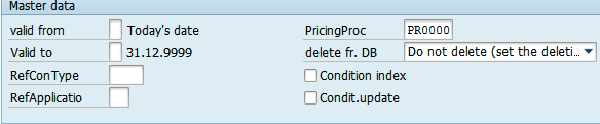 Master data
valid from Today's date PricingProc PR0000
Valid to 31.12.9999 delete fr. DB Do not delete (set the deleti...
RefConType Condition index
RefApplicatio Condit.update